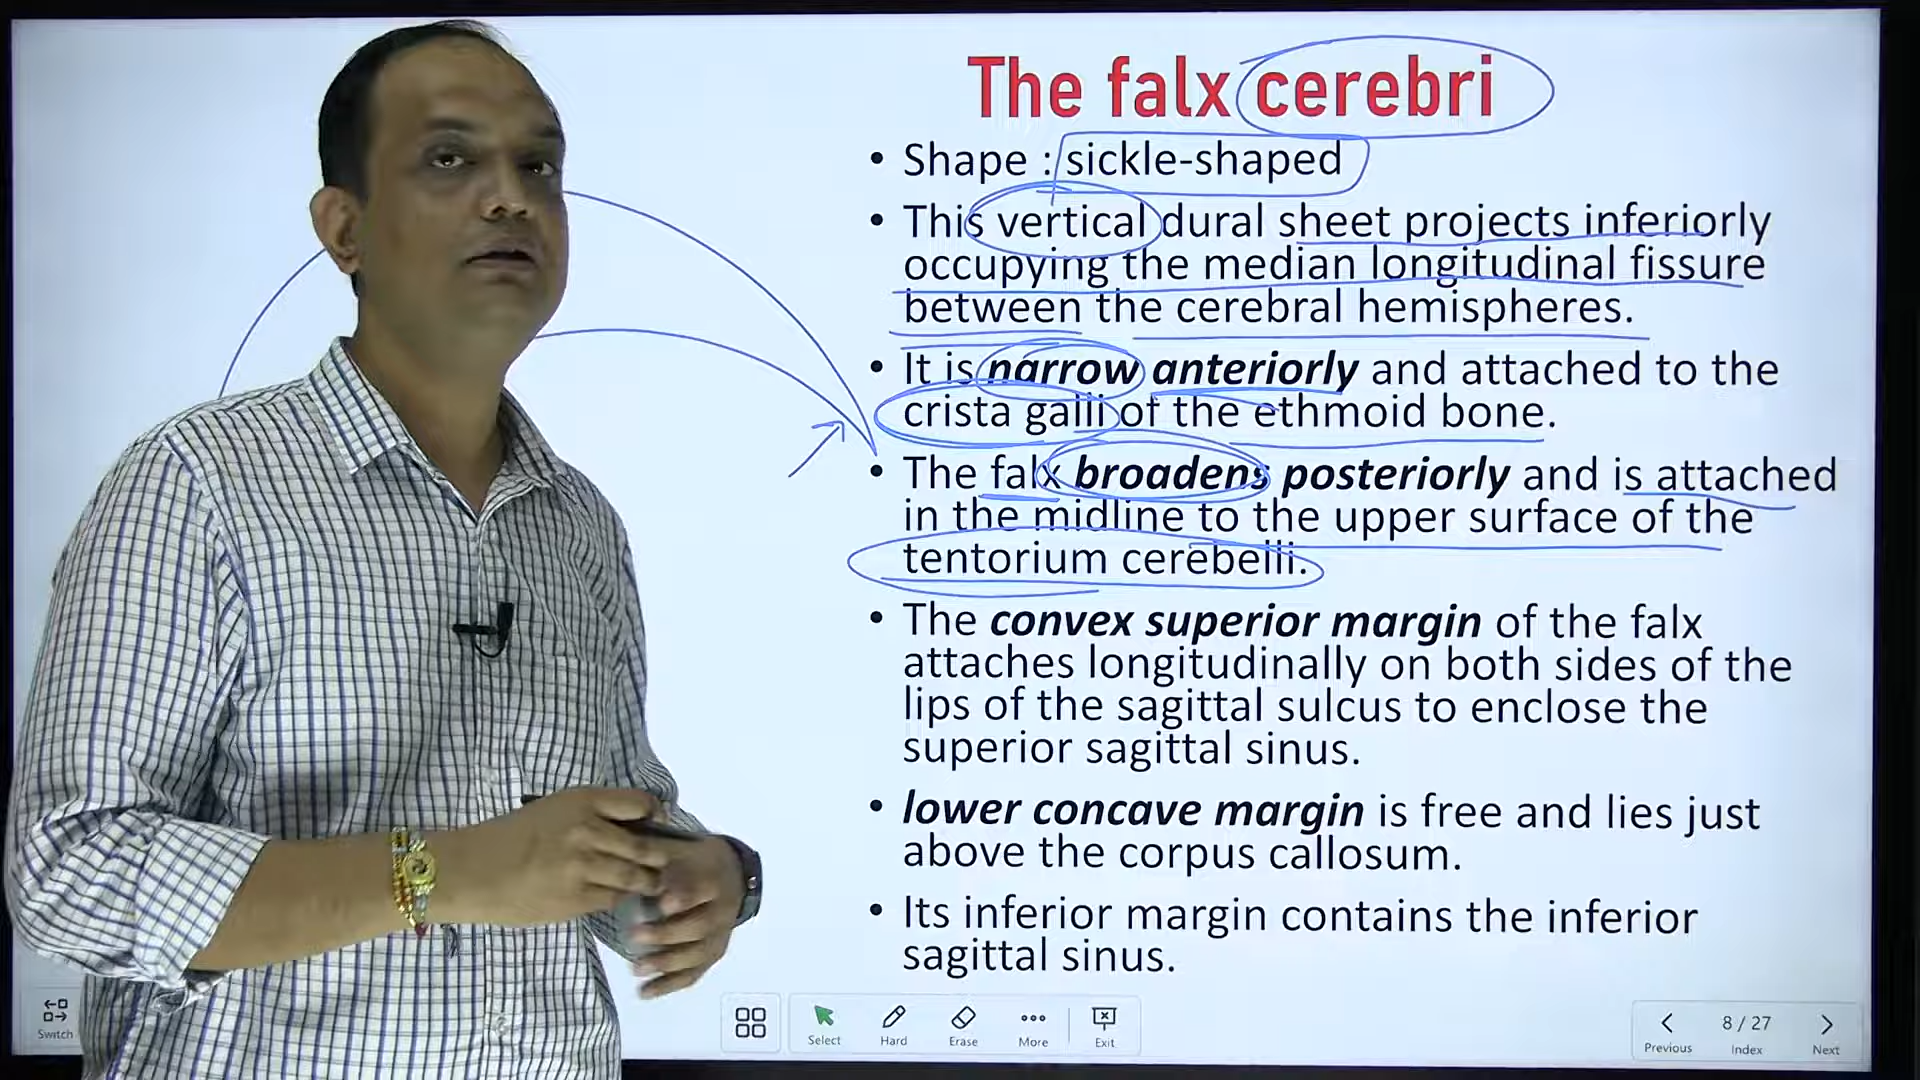 The falx cerebri
• Shape : sickle-shaped
• This vertical dural sheet projects inferiorly
occupying the median longitudinal fissure
between the cerebral hemispheres.
• It is narrow anteriorly and attached to the
crista galli of the ethmoid bone.
• The falx broadens posteriorly and is attached
in the midline to the upper surface of the
tentorium cerebelli.
• The convex superior margin of the falx
attaches longitudinally on both sides of the
lips of the sagittal sulcus to enclose the
superior sagittal sinus.
• lower concave margin is free and lies just
above the corpus callosum.
• Its inferior margin contains the inferior
sagittal sinus.
Switch
Select
Hard
Erase
More
Exit
8 / 27
Previous
Index
Next